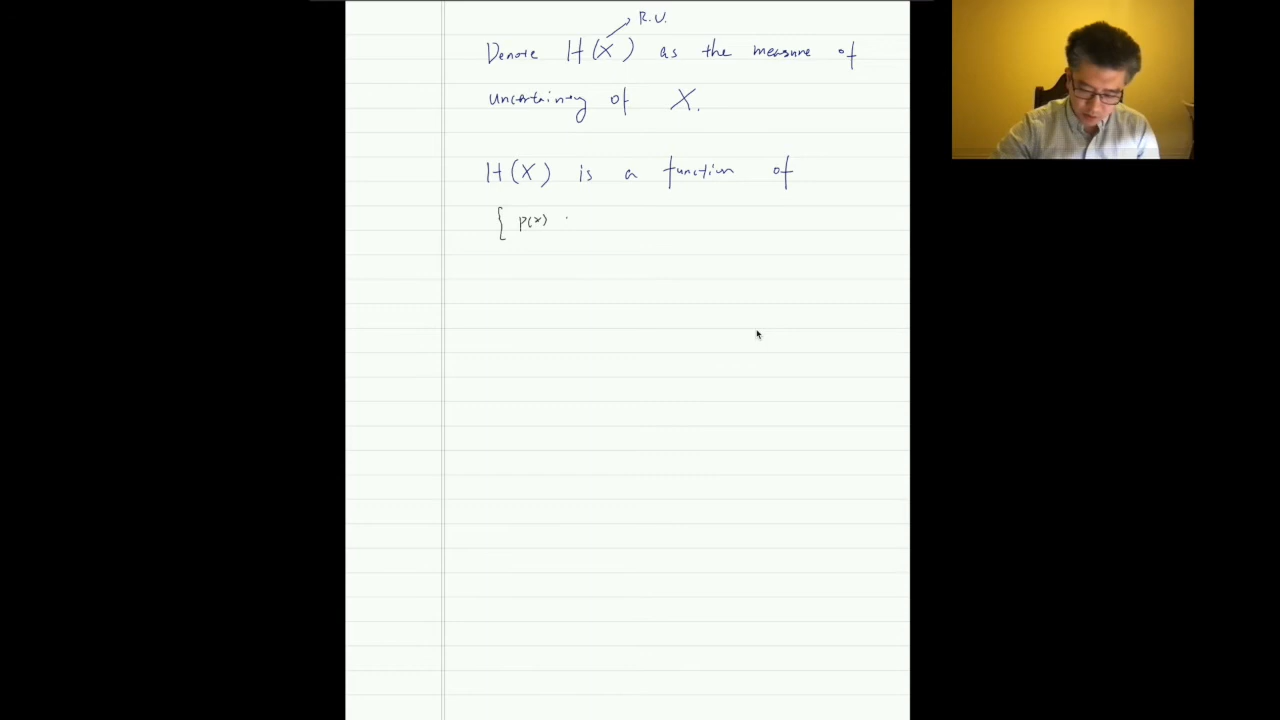 R.V.
Denote H(X) as the measure of
uncertainty of X.
H(X) is a function of
{ p(x) :